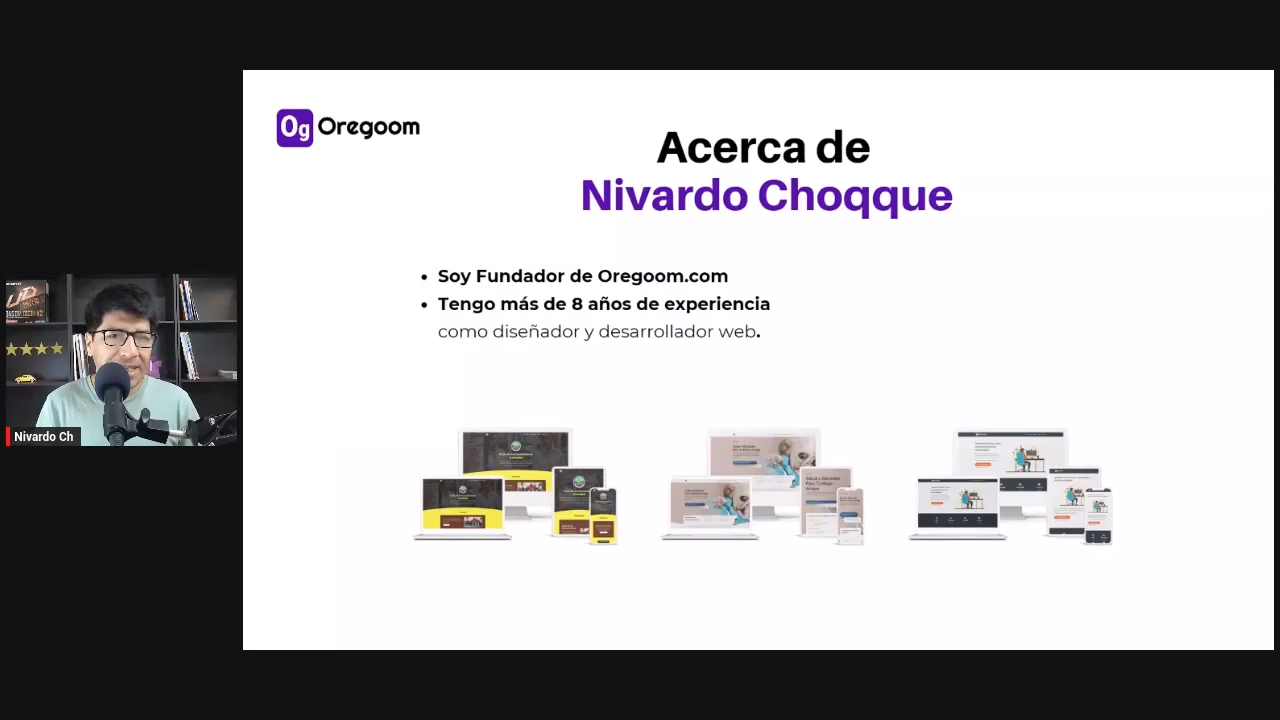 Og Oregoom
Acerca de
Nivardo Choqque
• Soy Fundador de Oregoom.com
• Tengo más de 8 años de experiencia
como diseñador y desarrollador web.
Nivardo Ch